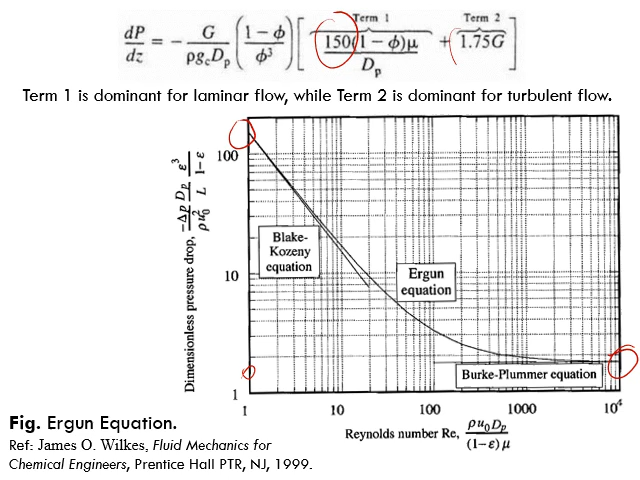 dP/dz = − G/(ρg_cD_p) ((1 − ϕ)/ϕ³) [ 150(1 − ϕ)μ/D_p + 1.75G ]
Term 1
Term 2
Term 1 is dominant for laminar flow, while Term 2 is dominant for turbulent flow.
Dimensionless pressure drop, −Δp/(ρu₀²) D_p/L ε³/(1−ε)
100
10
1
Blake-
Kozeny
equation
Ergun
equation
Burke-Plummer equation
1
10
100
1000
10⁴
Reynolds number Re, ρu₀D_p/((1−ε)μ)
Fig. Ergun Equation.
Ref: James O. Wilkes, Fluid Mechanics for
Chemical Engineers, Prentice Hall PTR, NJ, 1999.